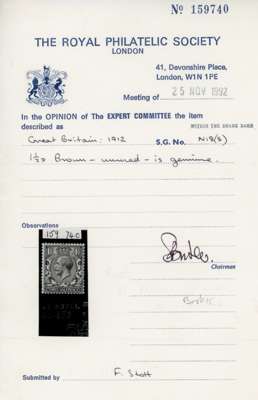 Nº 159740
THE ROYAL PHILATELIC SOCIETY
LONDON
41, Devonshire Place,
London, W1N 1PE
Meeting of 25 NOV 1992
In the OPINION of The EXPERT COMMITTEE the item
described as
Great Britain: 1912 S.G. No. N18(
1½d Brown - unused - is genuine.
Observations
159 740
Chairman
Submitted by F. Stott